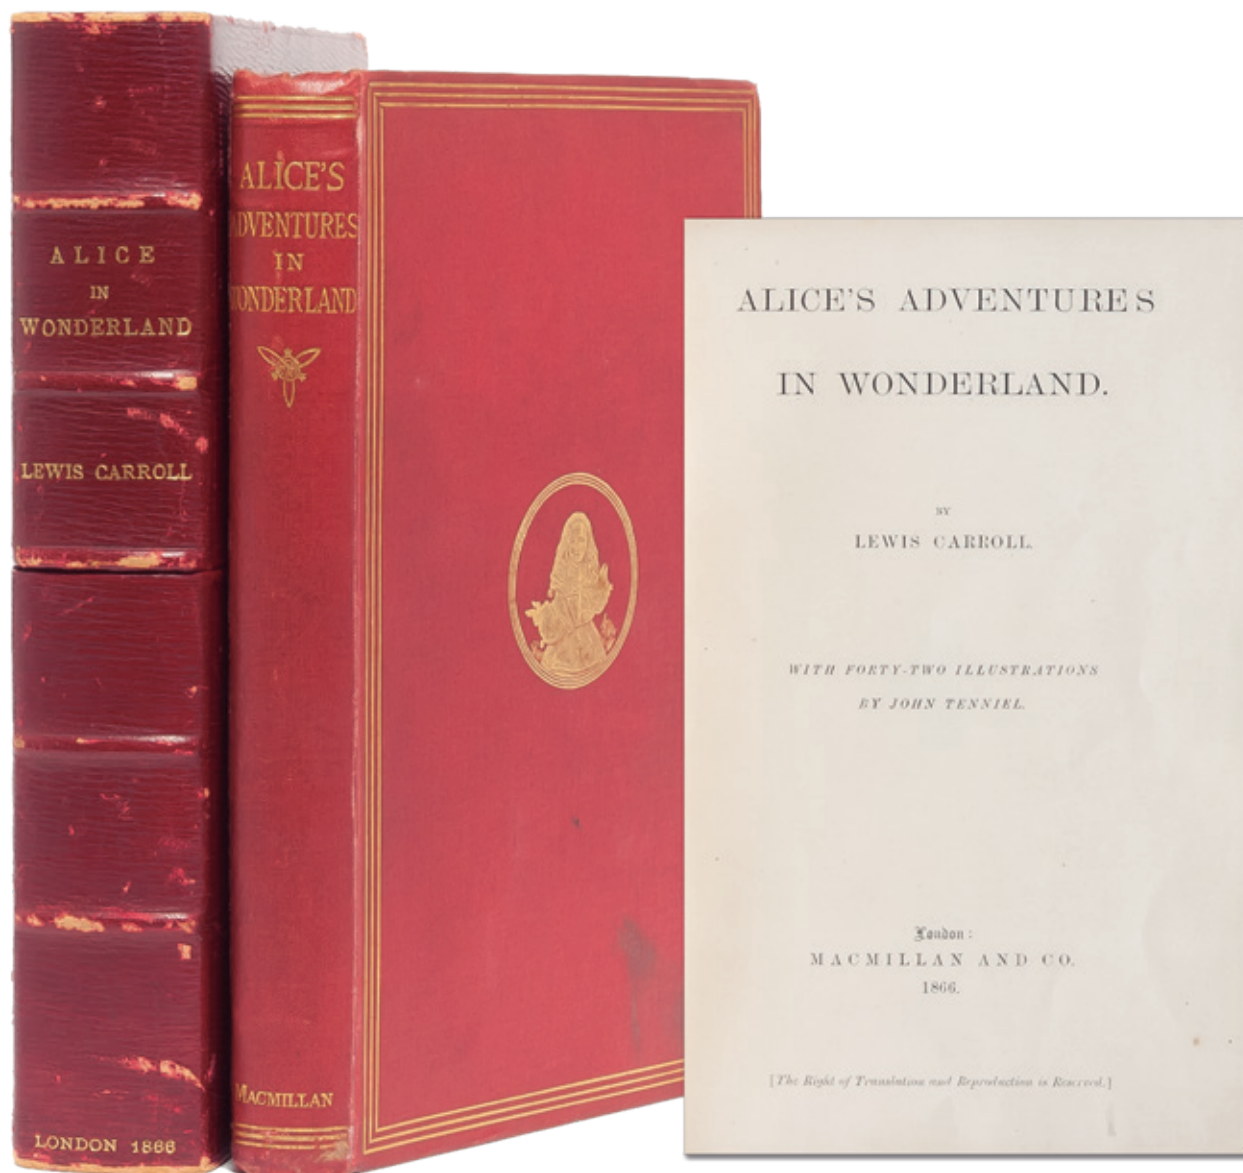 ALICE
IN
WONDERLAND
LEWIS CARROLL
LONDON 1866
ALICE'S
ADVENTURES
IN
WONDERLAND
MACMILLAN
ALICE'S ADVENTURES
IN WONDERLAND.
BY
LEWIS CARROLL.
WITH FORTY-TWO ILLUSTRATIONS
BY JOHN TENNIEL.
London:
MACMILLAN AND CO.
1866.
[The Right of Translation and Reproduction is Reserved.]